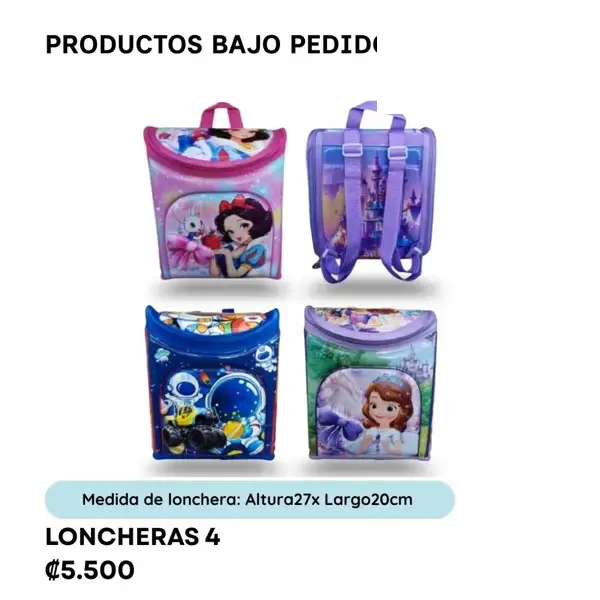 PRODUCTOS BAJO PEDIDO
Medida de lonchera: Altura27x Largo20cm
LONCHERAS 4
₡5.500